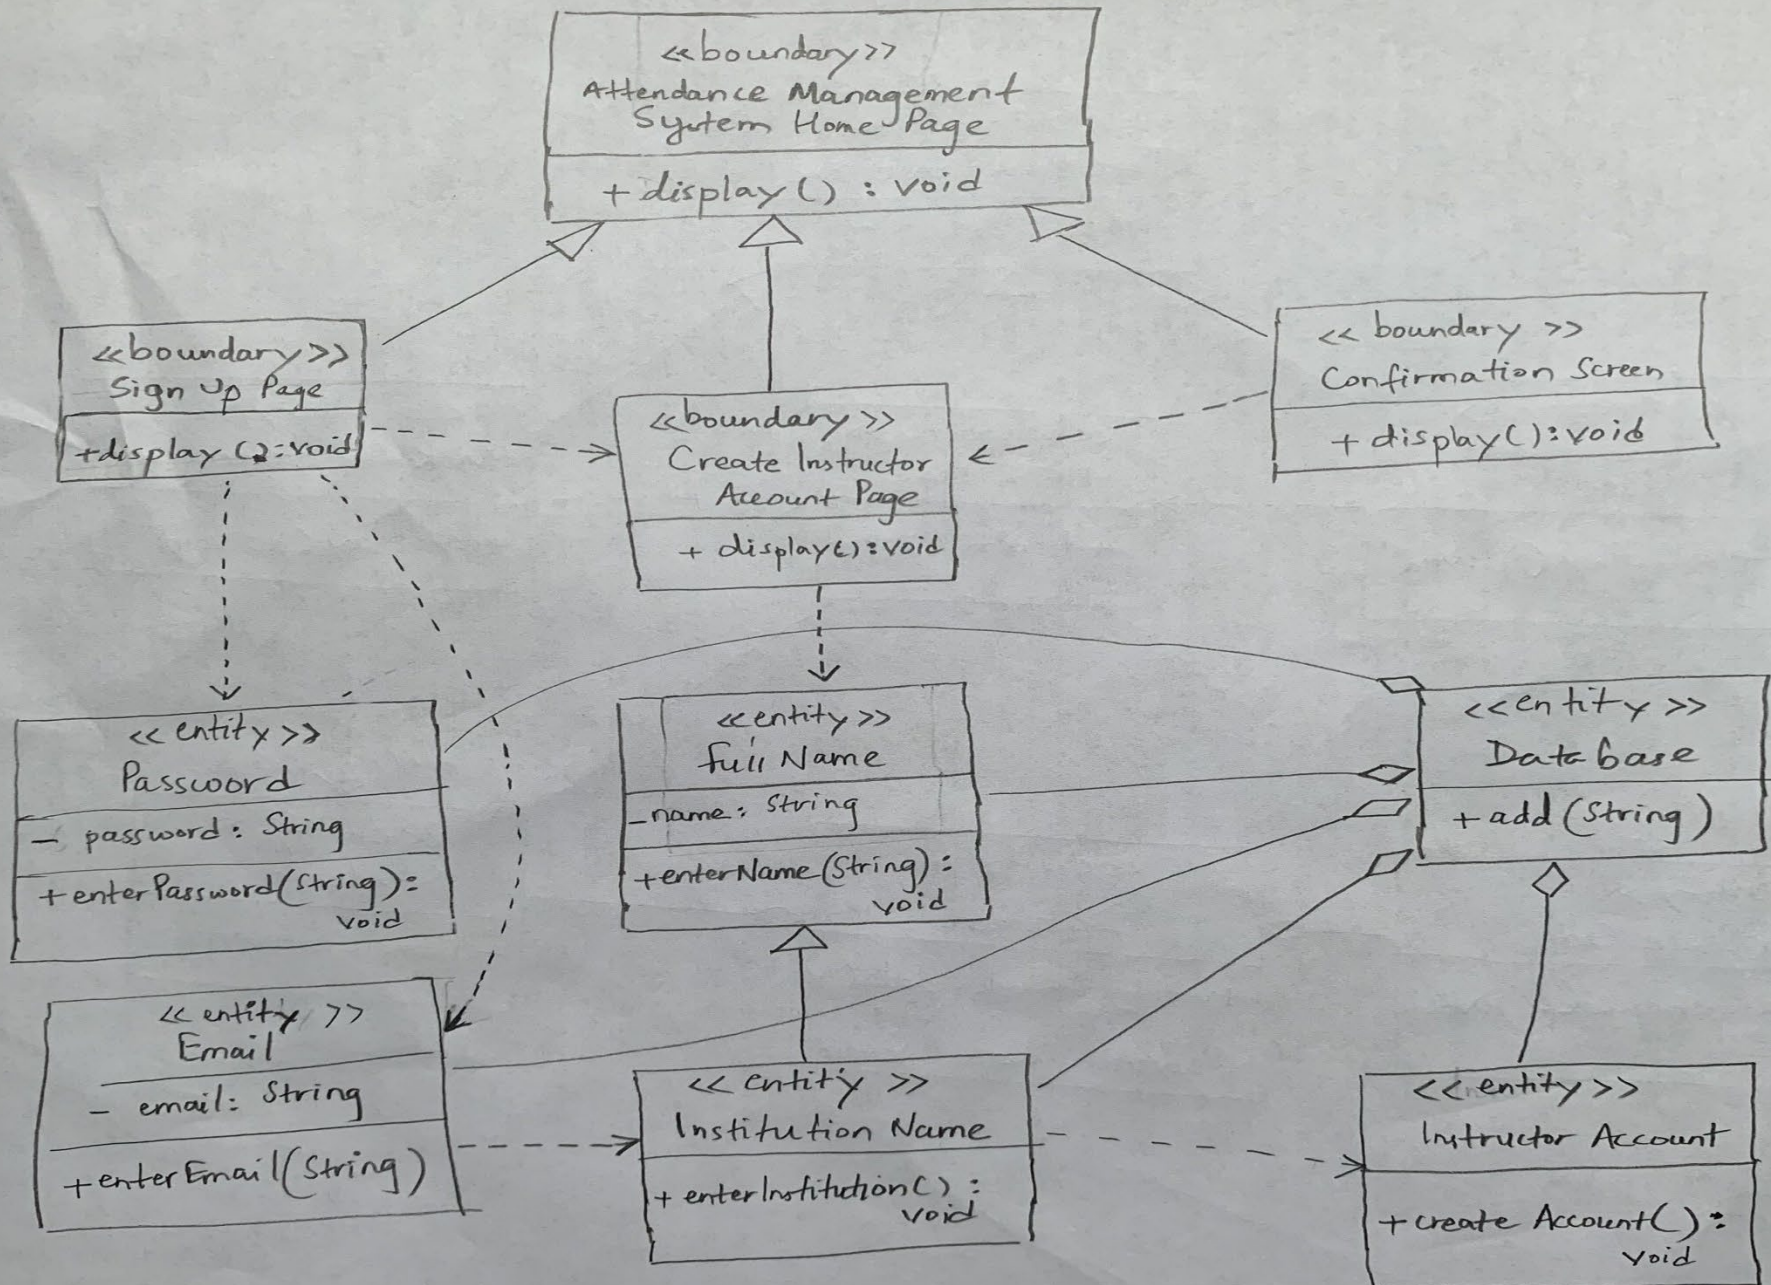 <<boundary>>
Attendance Management
System Home Page
+ display() : void
<<boundary>>
Sign Up Page
+display():void
<<boundary>>
Create Instructor
Account Page
+ display():void
<< boundary >>
Confirmation Screen
+ display():void
<< entity >>
Password
- password: String
+enterPassword(String):
void
<<entity>>
full Name
-name: String
+enterName(String):
void
<<entity>>
Database
+add(String)
<< entity >>
Email
- email: String
+enterEmail(String)
<< entity >>
Institution Name
+ enterInstitution() :
void
<<entity>>
Instructor Account
+create Account() :
void